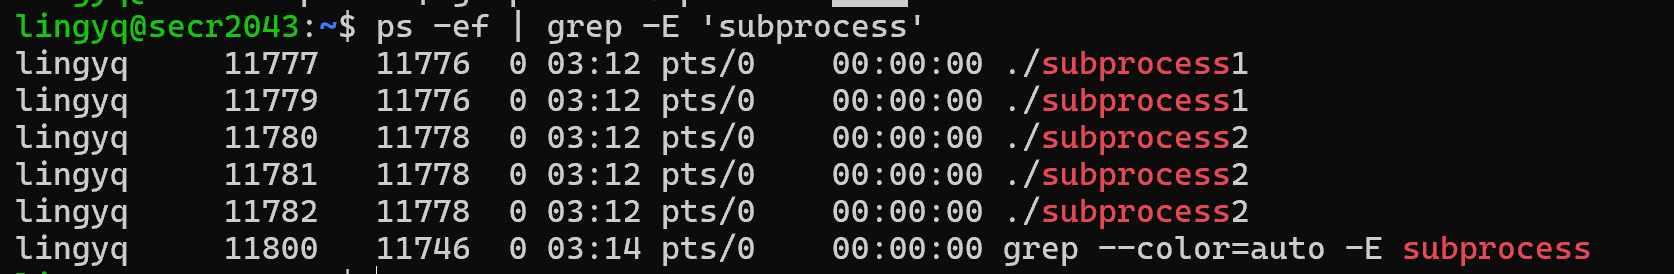 lingyq@secr2043:~$ ps -ef | grep -E 'subprocess'
lingyq     11777   11776  0 03:12 pts/0    00:00:00 ./subprocess1
lingyq     11779   11776  0 03:12 pts/0    00:00:00 ./subprocess1
lingyq     11780   11778  0 03:12 pts/0    00:00:00 ./subprocess2
lingyq     11781   11778  0 03:12 pts/0    00:00:00 ./subprocess2
lingyq     11782   11778  0 03:12 pts/0    00:00:00 ./subprocess2
lingyq     11800   11746  0 03:14 pts/0    00:00:00 grep --color=auto -E subprocess